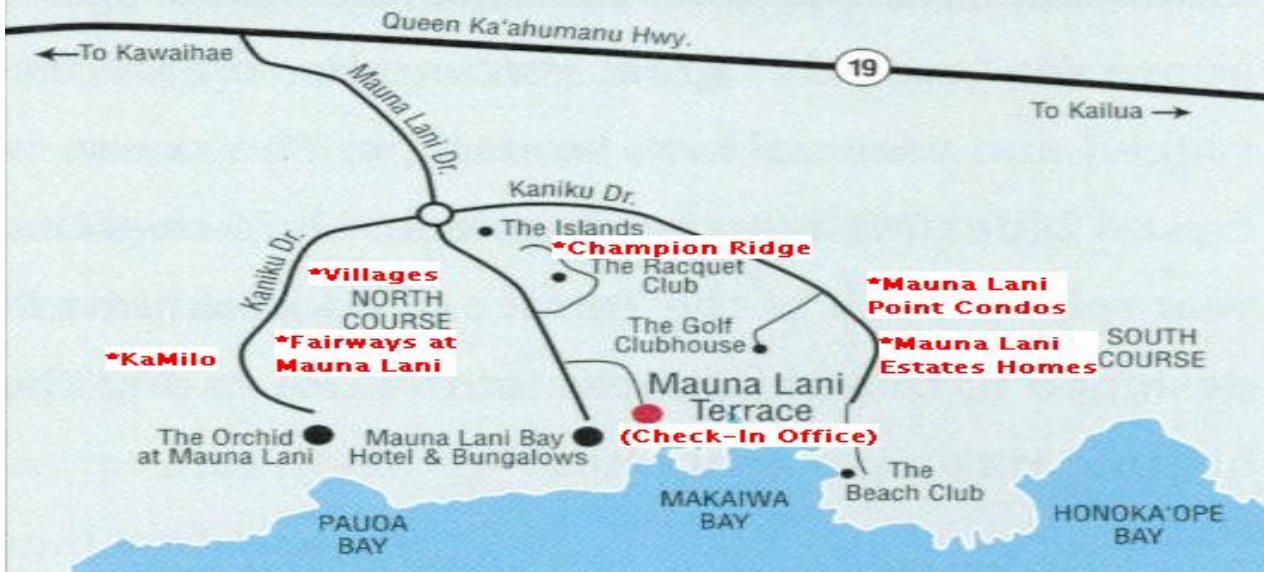 Queen Ka'ahumanu Hwy.
←To Kawaihae
19
To Kailua →
Mauna Lani Dr.
Kaniku Dr.
The Islands
*Champion Ridge
The Racquet
Club
Kaniku Dr.
*Villages
NORTH
COURSE
*Mauna Lani
Point Condos
The Golf
Clubhouse
*KaMilo
*Fairways at
Mauna Lani
*Mauna Lani
Estates Homes
SOUTH
COURSE
Mauna Lani
Terrace
(Check-In Office)
The Orchid
at Mauna Lani
Mauna Lani Bay
Hotel & Bungalows
The
Beach Club
PAUOA
BAY
MAKAIWA
BAY
HONOKA'OPE
BAY